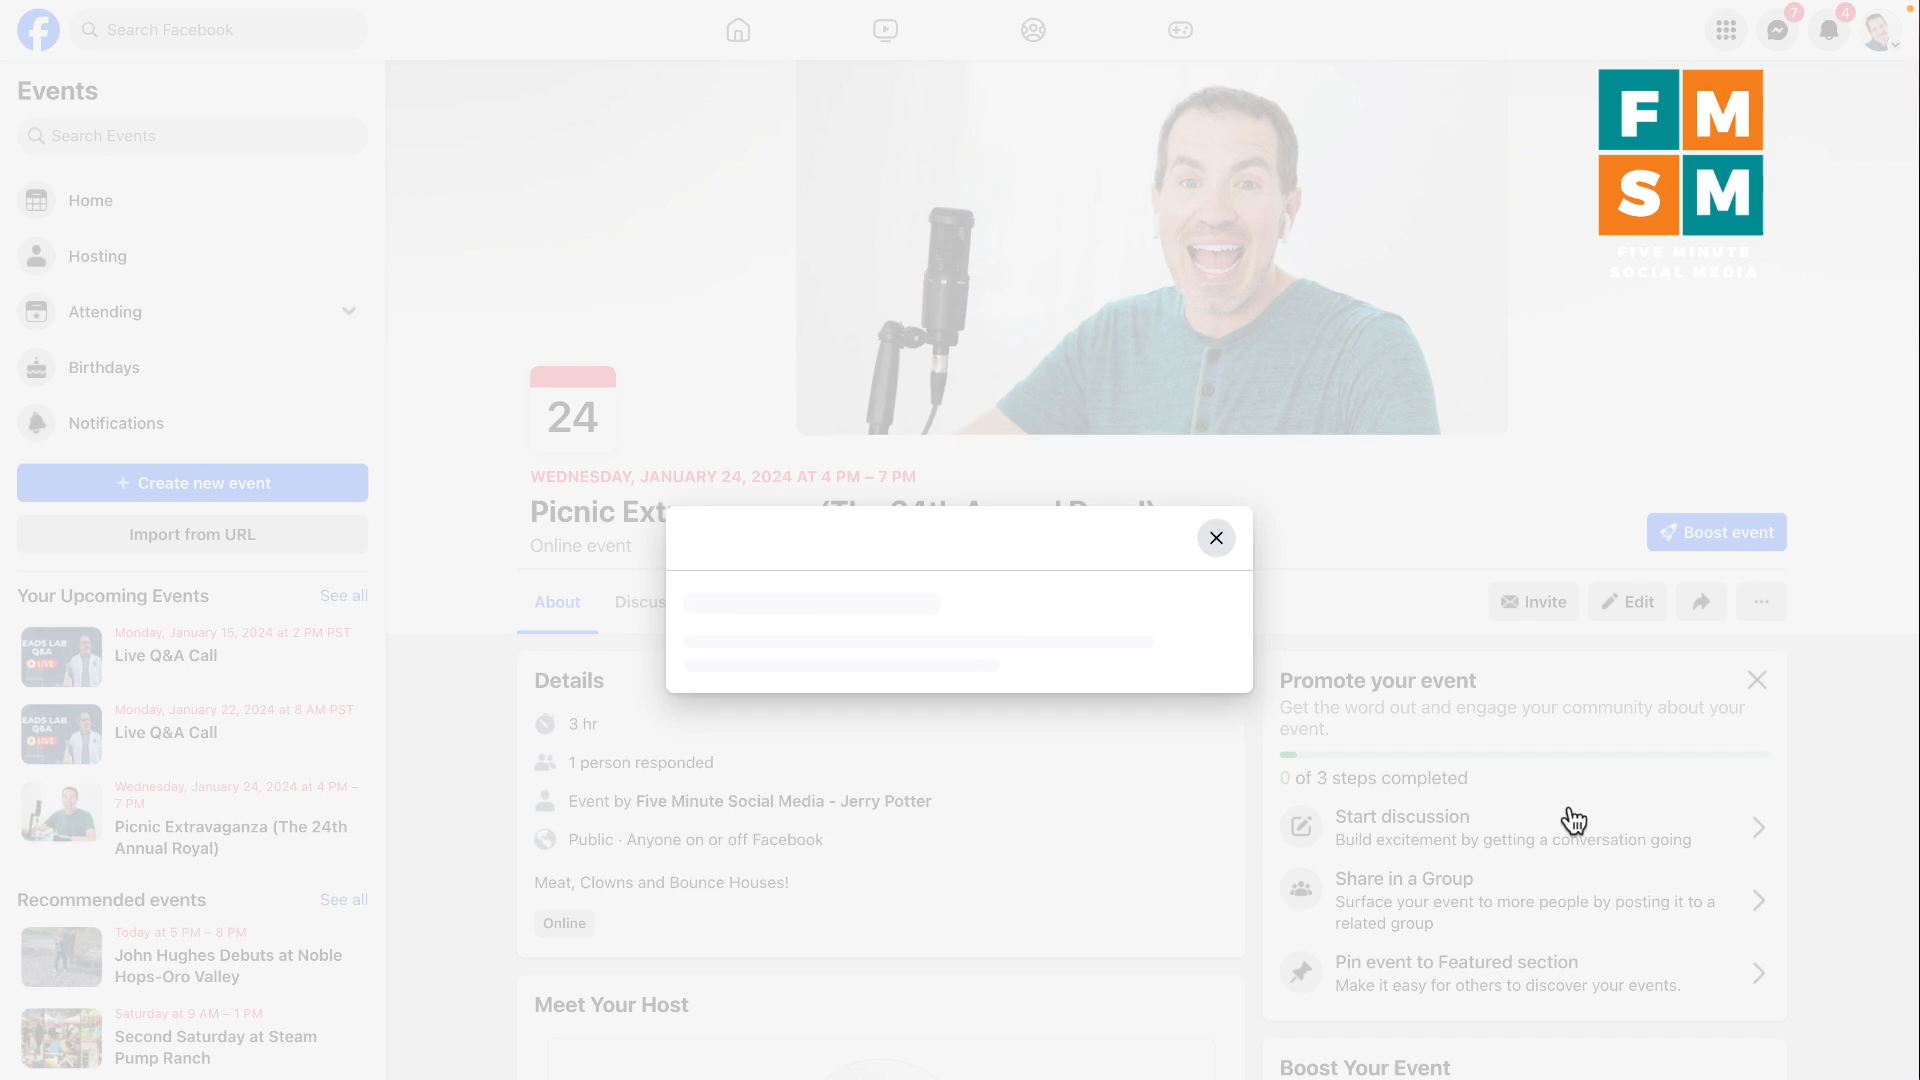 Search Facebook
7
4
Events
Search Events
Home
Hosting
Attending
Birthdays
Notifications
+ Create new event
Import from URL
Your Upcoming Events
See all
Monday, January 15, 2024 at 2 PM PST
Live Q&A Call
EADS LAB
Q&A
LIVE
Monday, January 22, 2024 at 8 AM PST
Live Q&A Call
EADS LAB
Q&A
LIVE
Wednesday, January 24, 2024 at 4 PM –
7 PM
Picnic Extravaganza (The 24th
Annual Royal)
Recommended events
See all
Today at 5 PM – 8 PM
John Hughes Debuts at Noble
Hops-Oro Valley
Saturday at 9 AM – 1 PM
Second Saturday at Steam
Pump Ranch
F M
S M
FIVE MINUTE
SOCIAL MEDIA
24
WEDNESDAY, JANUARY 24, 2024 AT 4 PM – 7 PM
Picnic Ext
Online event
Boost event
About
Discus
Invite
Edit
Details
3 hr
1 person responded
Event by Five Minute Social Media - Jerry Potter
Public · Anyone on or off Facebook
Meat, Clowns and Bounce Houses!
Online
Meet Your Host
Promote your event
Get the word out and engage your community about your
event.
0 of 3 steps completed
Start discussion
Build excitement by getting a conversation going
Share in a Group
Surface your event to more people by posting it to a
related group
Pin event to Featured section
Make it easy for others to discover your events.
Boost Your Event